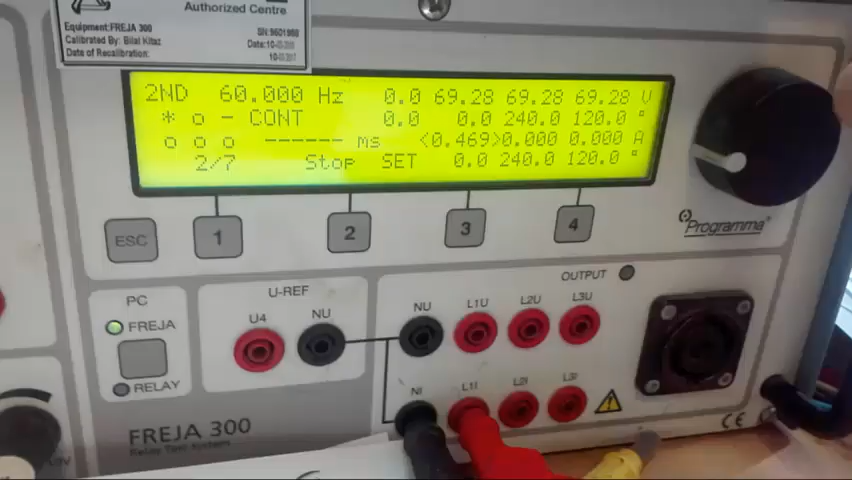 Authorized Centre
Equipment:FREJA 300
SN:9601969
Calibrated By: Bilal Kitaz
Date of Recalibration:
2ND 60.000 Hz 0.0 69.28 69.28 69.28 V
* o - CONT 0.0 0.0 240.0 120.0 °
o o o ------ ms <0.469>0.000 0.000 A
2/7 Stop SET 0.0 240.0 120.0 °
ESC
1
2
3
4
Programma®
PC
FREJA
RELAY
U-REF
U4
NU
OUTPUT
NU
L1U
L2U
L3U
NI
L1I
L2I
L3I
FREJA 300
Relay Test System
CE